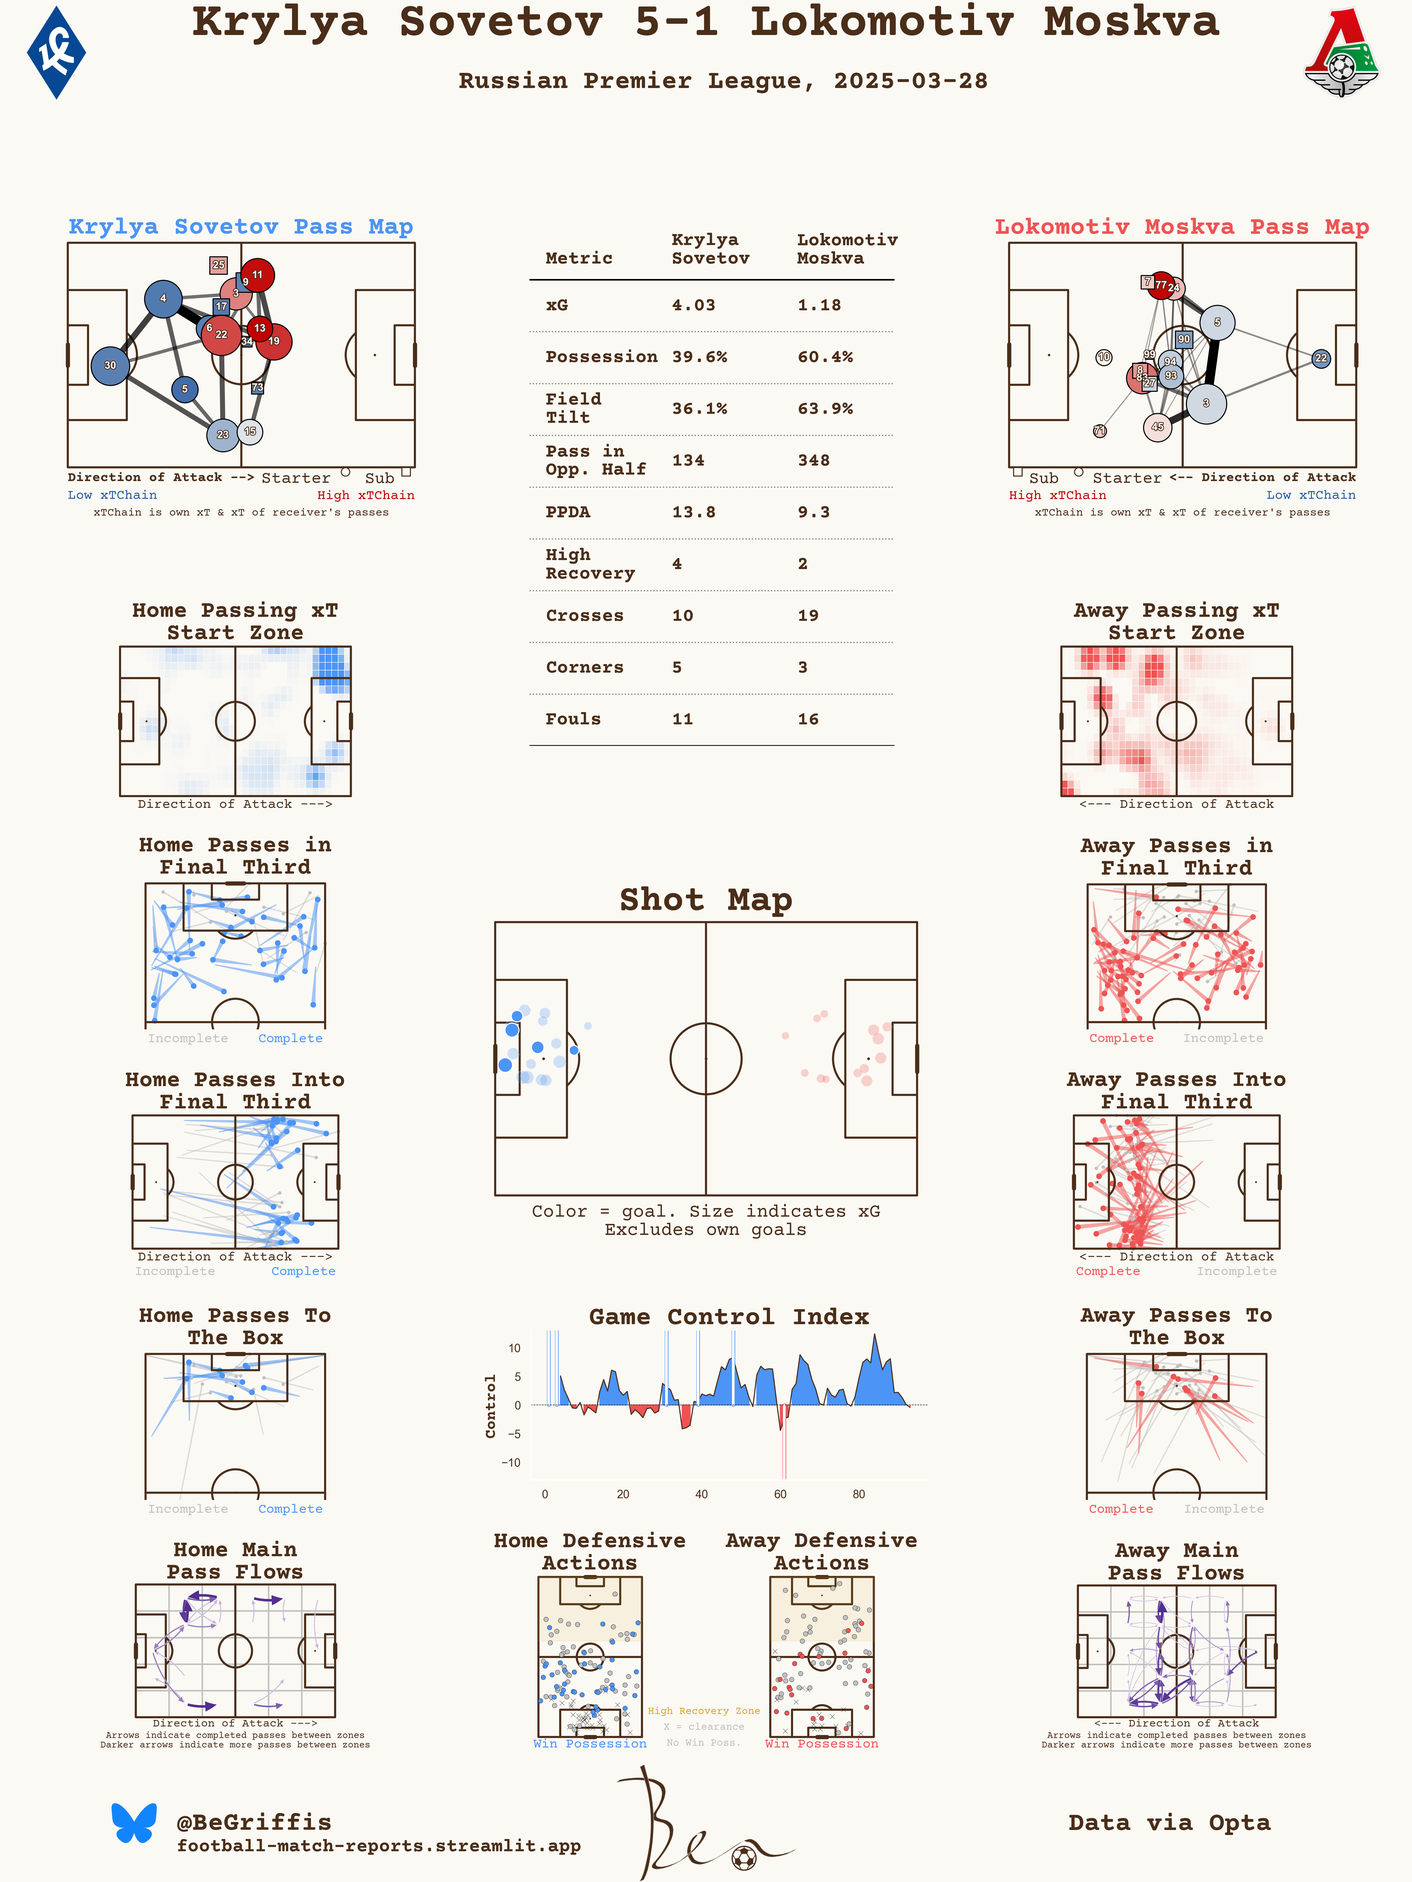 Krylya Sovetov 5-1 Lokomotiv Moskva
Russian Premier League, 2025-03-28
Krylya Sovetov Pass Map
25
11
9
3
4
17
6
22
13
34
19
30
5
73
23
15
Direction of Attack --> Starter Sub
Low xTChain High xTChain
xTChain is own xT & xT of receiver's passes
Metric Krylya Sovetov Lokomotiv Moskva
xG 4.03 1.18
Possession 39.6% 60.4%
Field Tilt 36.1% 63.9%
Pass in Opp. Half 134 348
PPDA 13.8 9.3
High Recovery 4 2
Crosses 10 19
Corners 5 3
Fouls 11 16
Lokomotiv Moskva Pass Map
7
77
24
5
90
10
99
94
22
8
83
93
27
3
71
45
Sub Starter <-- Direction of Attack
High xTChain Low xTChain
xTChain is own xT & xT of receiver's passes
Home Passing xT
Start Zone
Direction of Attack --->
Away Passing xT
Start Zone
<--- Direction of Attack
Home Passes in
Final Third
Incomplete Complete
Away Passes in
Final Third
Complete Incomplete
Shot Map
Color = goal. Size indicates xG
Excludes own goals
Home Passes Into
Final Third
Direction of Attack --->
Incomplete Complete
Away Passes Into
Final Third
<--- Direction of Attack
Complete Incomplete
Home Passes To
The Box
Incomplete Complete
Game Control Index
Control
10
5
0
−5
−10
0 20 40 60 80
Away Passes To
The Box
Complete Incomplete
Home Main
Pass Flows
Direction of Attack --->
Arrows indicate completed passes between zones
Darker arrows indicate more passes between zones
Home Defensive
Actions
Win Possession
High Recovery Zone
X = clearance
No Win Poss.
Away Defensive
Actions
Win Possession
Away Main
Pass Flows
<--- Direction of Attack
Arrows indicate completed passes between zones
Darker arrows indicate more passes between zones
@BeGriffis
football-match-reports.streamlit.app
Ben
Data via Opta